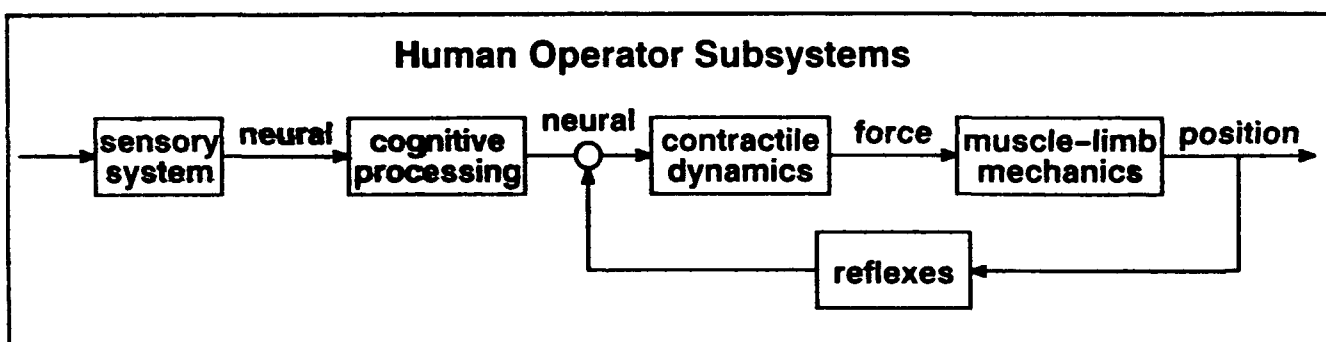 Human Operator Subsystems
sensory
system
neural
cognitive
processing
neural
contractile
dynamics
force
muscle-limb
mechanics
position
reflexes